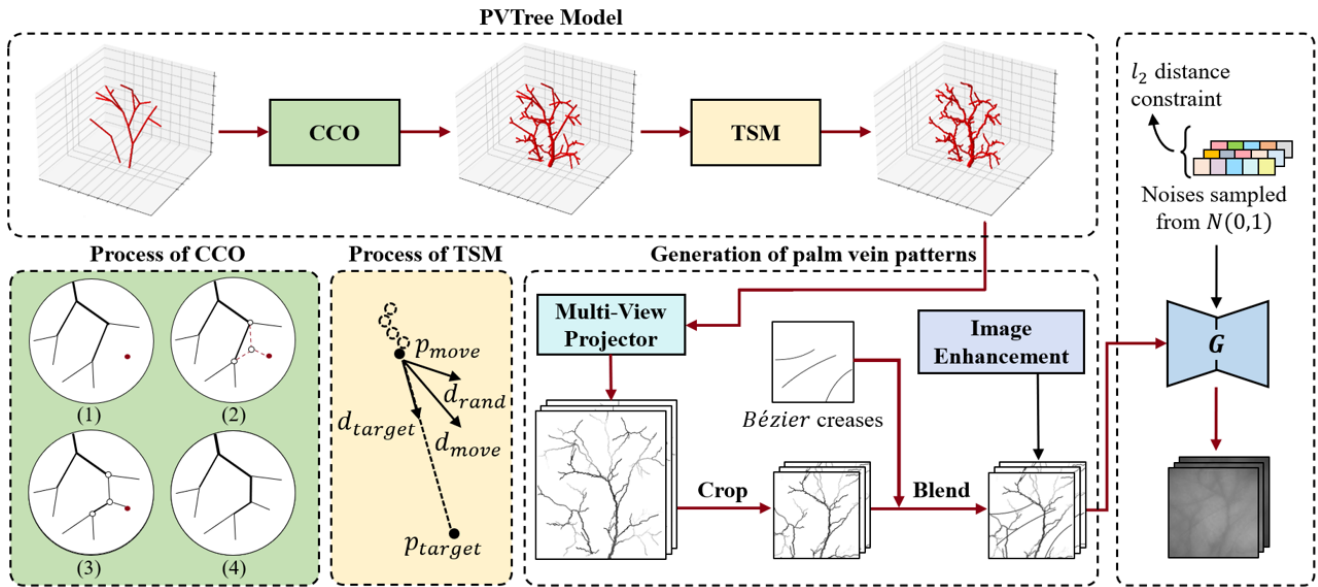 PVTree Model
CCO
TSM
l₂ distance
constraint
Noises sampled
from N(0,1)
Process of CCO
(1)
(2)
(3)
(4)
Process of TSM
p_move
d_rand
d_target
d_move
p_target
Generation of palm vein patterns
Multi-View
Projector
Image
Enhancement
Bézier creases
Crop
Blend
G